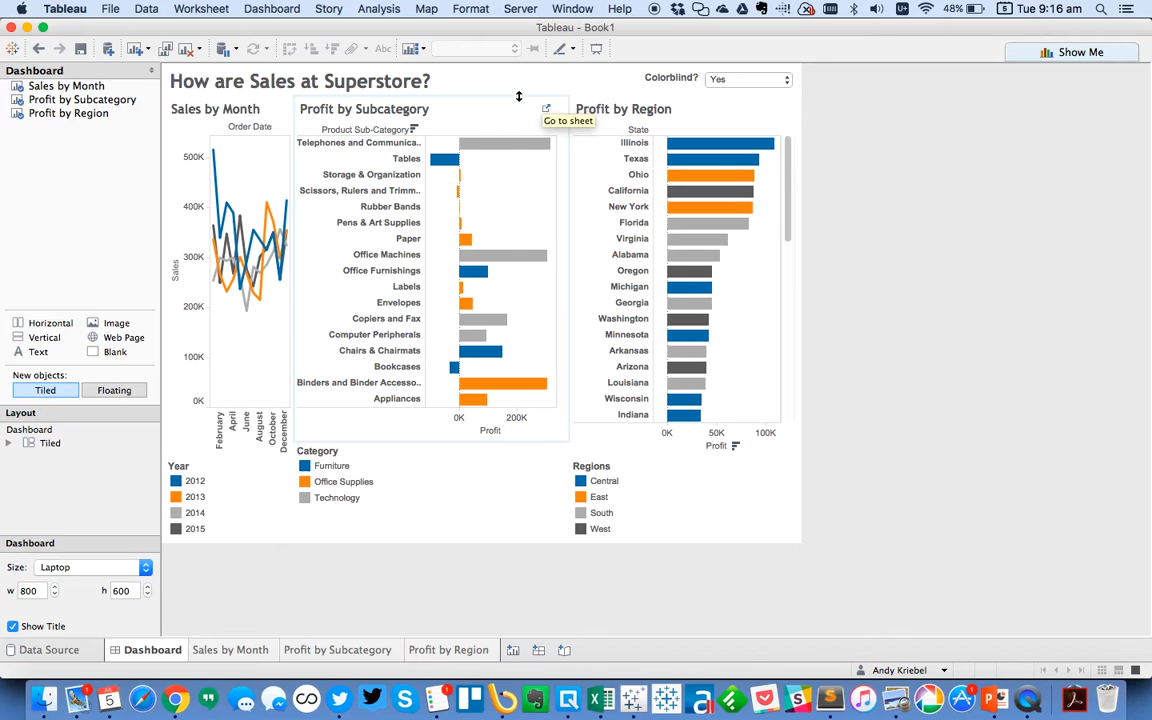 Tableau File Data Worksheet Dashboard Story Analysis Map Format Server Window Help 48% 5 Tue 9:16 am
Tableau - Book1
Abc Show Me
Dashboard
Sales by Month
Profit by Subcategory
Profit by Region
Horizontal Image
Vertical Web Page
Text Blank
New objects:
Tiled Floating
Layout
Dashboard
Tiled
Dashboard
Size: Laptop
w 800 h 600
Show Title
How are Sales at Superstore?
Colorblind? Yes
Sales by Month
Order Date
500K
400K
300K
200K
100K
0K
Sales
February
April
June
August
October
December
Year
2012
2013
2014
2015
Profit by Subcategory
Go to sheet
Product Sub-Category
Telephones and Communica..
Tables
Storage & Organization
Scissors, Rulers and Trimm..
Rubber Bands
Pens & Art Supplies
Paper
Office Machines
Office Furnishings
Labels
Envelopes
Copiers and Fax
Computer Peripherals
Chairs & Chairmats
Bookcases
Binders and Binder Accesso..
Appliances
0K 200K
Profit
Category
Furniture
Office Supplies
Technology
Profit by Region
State
Illinois
Texas
Ohio
California
New York
Florida
Virginia
Alabama
Oregon
Michigan
Georgia
Washington
Minnesota
Arkansas
Arizona
Louisiana
Wisconsin
Indiana
0K 50K 100K
Profit
Regions
Central
East
South
West
Data Source Dashboard Sales by Month Profit by Subcategory Profit by Region
Andy Kriebel